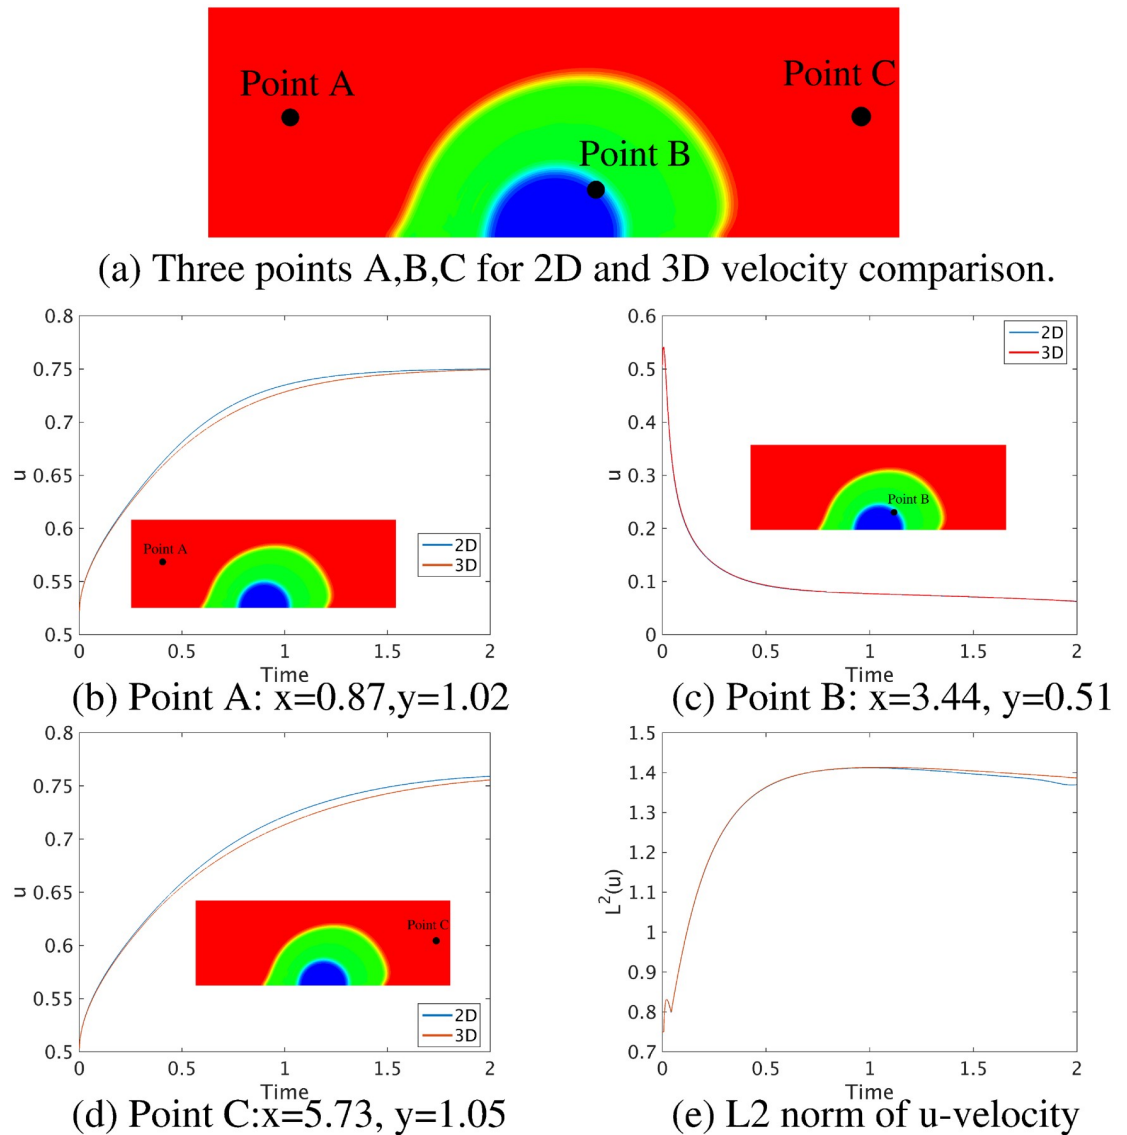 Point A
Point C
Point B
(a) Three points A,B,C for 2D and 3D velocity comparison.
0.8
0.75
0.7
0.65
0.6
0.55
0.5
u
Point A
2D
3D
0 0.5 1 1.5 2
Time
(b) Point A: x=0.87,y=1.02
0.6
0.5
0.4
0.3
0.2
0.1
0
u
2D
3D
Point B
0 0.5 1 1.5 2
Time
(c) Point B: x=3.44, y=0.51
0.8
0.75
0.7
0.65
0.6
0.55
0.5
u
Point C
2D
3D
0 0.5 1 1.5 2
Time
(d) Point C:x=5.73, y=1.05
1.5
1.4
1.3
1.2
1.1
1
0.9
0.8
0.7
L²(u)
0 0.5 1 1.5 2
Time
(e) L2 norm of u-velocity